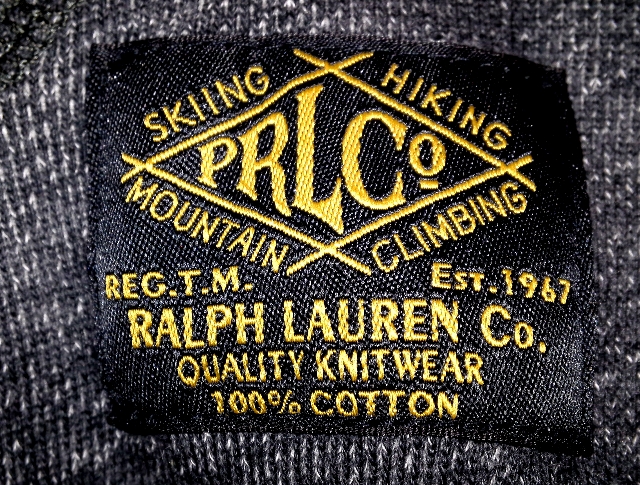 SKIING HIKING
PRLCo
MOUNTAIN CLIMBING
REG.T.M. EST.1967
RALPH LAUREN Co.
QUALITY KNITWEAR
100% COTTON